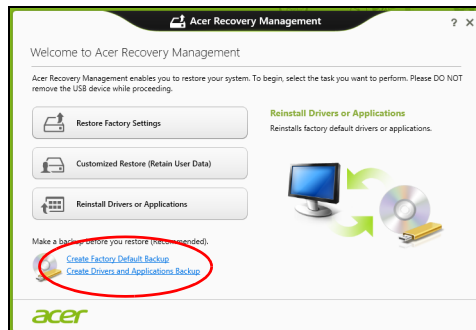 Acer Recovery Management
? X
Welcome to Acer Recovery Management
Acer Recovery Management enables you to restore your system. To begin, select the task you want to perform. Please DO NOT
remove the USB device while proceeding.
Restore Factory Settings
Customized Restore (Retain User Data)
Reinstall Drivers or Applications
Reinstall Drivers or Applications
Reinstalls factory default drivers or applications.
Make a backup before you restore (Recommended).
Create Factory Default Backup
Create Drivers and Applications Backup
acer